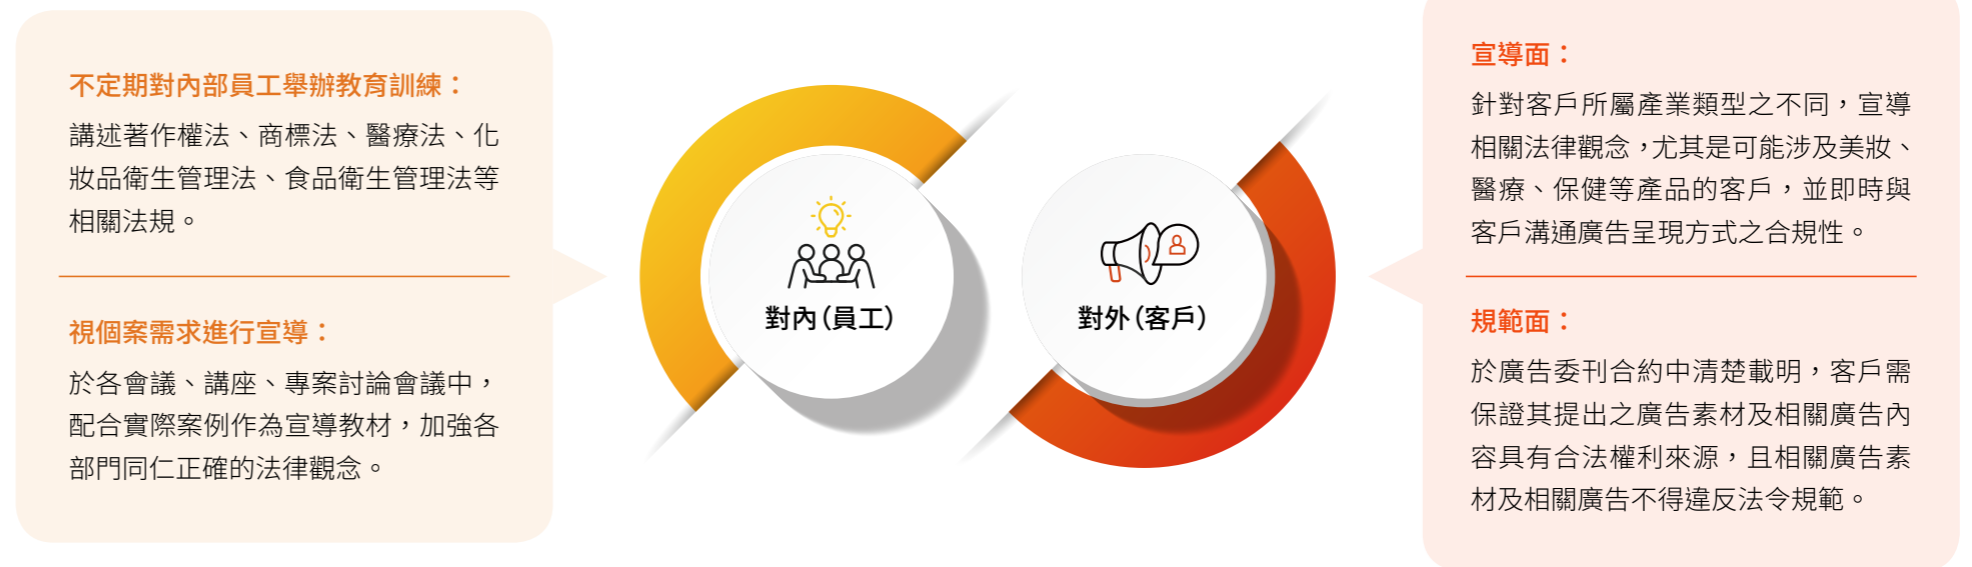 不定期對內部員工舉辦教育訓練：
講述著作權法、商標法、醫療法、化
妝品衛生管理法、食品衛生管理法等
相關法規。
視個案需求進行宣導：
於各會議、講座、專案討論會議中，
配合實際案例作為宣導教材，加強各
部門同仁正確的法律觀念。
對內（員工）
對外（客戶）
宣導面：
針對客戶所屬產業類型之不同，宣導
相關法律觀念，尤其是可能涉及美妝、
醫療、保健等產品的客戶，並即時與
客戶溝通廣告呈現方式之合規性。
規範面：
於廣告委刊合約中清楚載明，客戶需
保證其提出之廣告素材及相關廣告內
容具有合法權利來源，且相關廣告素
材及相關廣告不得違反法令規範。